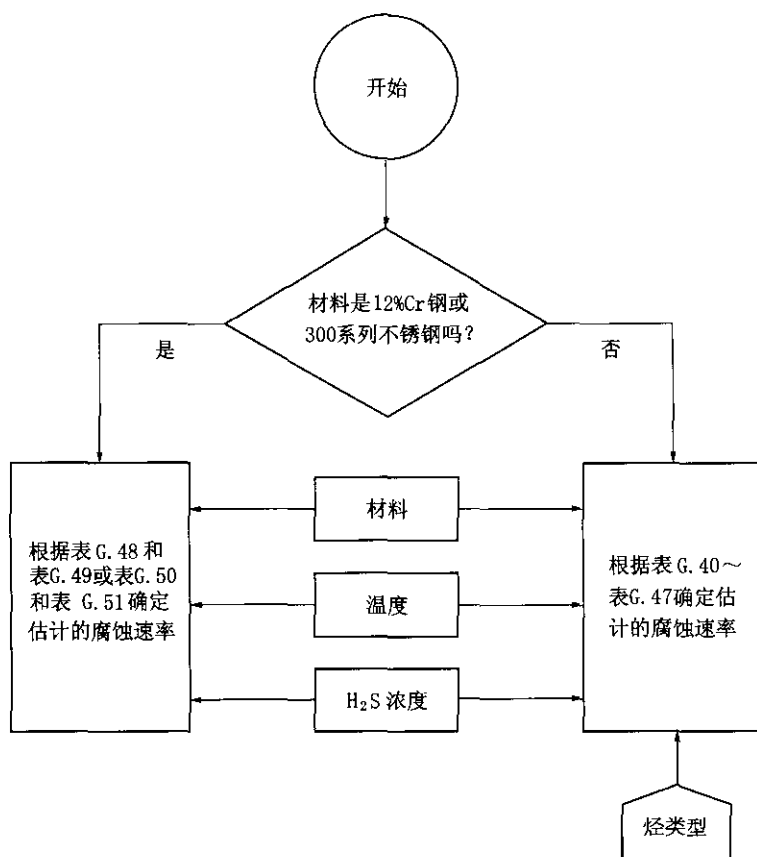 开始
材料是12%Cr钢或
300系列不锈钢吗？
是
否
材料
根据表G.48和
表G.49或表G.50
和表 G.51确定
估计的腐蚀速率
温度
根据表G.40～
表G.47确定估
计的腐蚀速率
H₂S浓度
烃类型